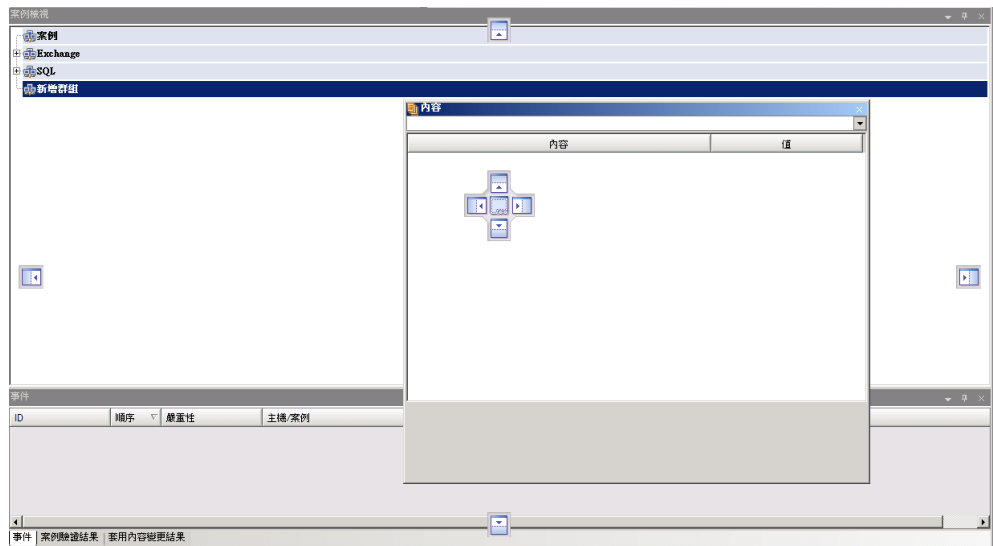 案例檢視
案例
Exchange
SQL
新增群組
內容
內容 值
事件
ID 順序 嚴重性 主機/案例
事件 案例驗證結果 套用內容變更結果